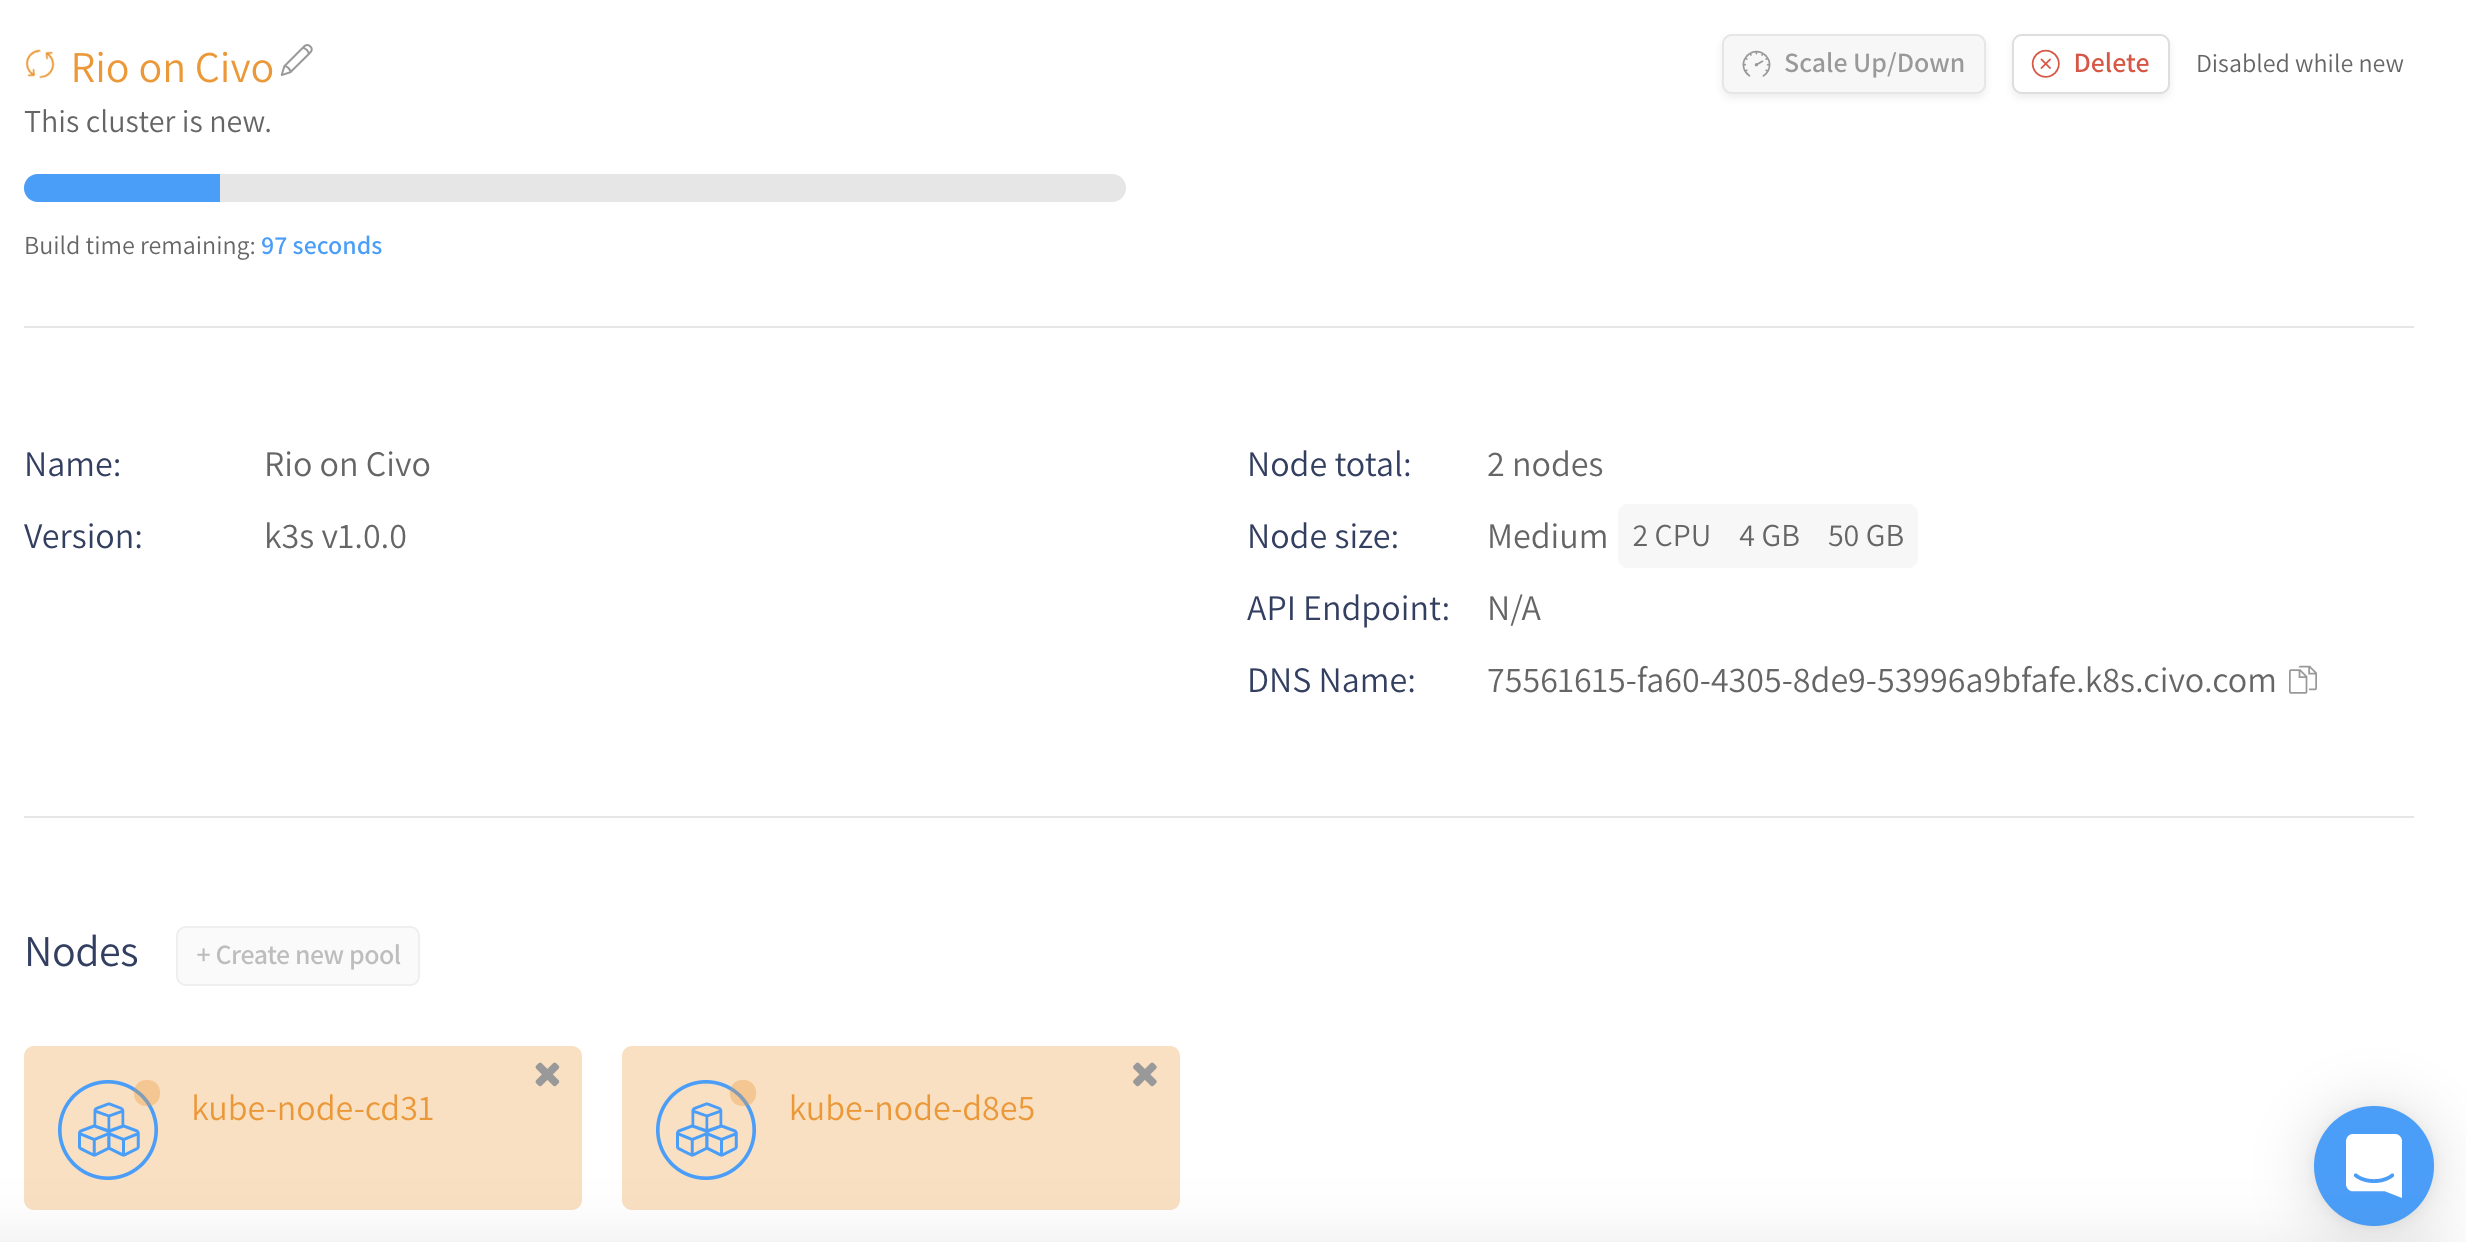 Rio on Civo
Scale Up/Down Delete Disabled while new
This cluster is new.
Build time remaining: 97 seconds
Name: Rio on Civo
Version: k3s v1.0.0
Node total: 2 nodes
Node size: Medium 2 CPU 4 GB 50 GB
API Endpoint: N/A
DNS Name: 75561615-fa60-4305-8de9-53996a9bfafe.k8s.civo.com
Nodes + Create new pool
kube-node-cd31
kube-node-d8e5